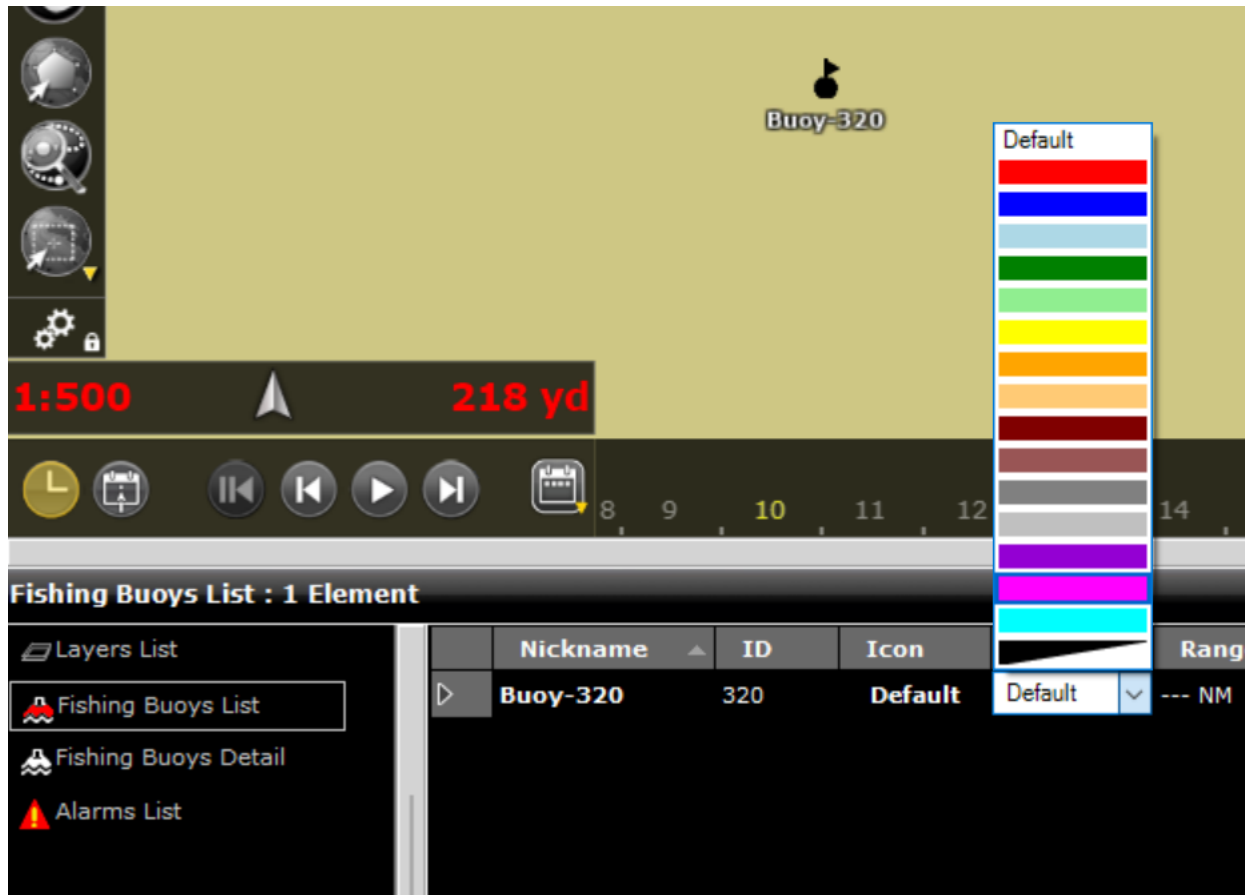 Buoy-320
Default
1:500
218 yd
8 9 10 11 12 14
Fishing Buoys List : 1 Element
Layers List
Fishing Buoys List
Fishing Buoys Detail
Alarms List
Nickname ID Icon Rang
Buoy-320 320 Default Default --- NM